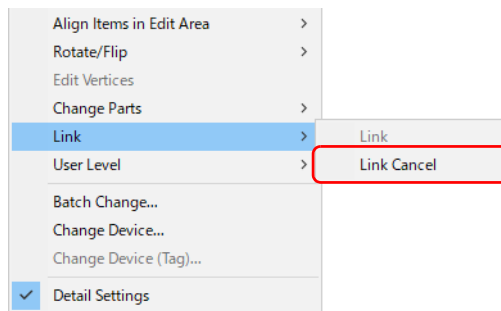 Align Items in Edit Area
Rotate/Flip
Edit Vertices
Change Parts
Link
Link
User Level
Link Cancel
Batch Change...
Change Device...
Change Device (Tag)...
Detail Settings